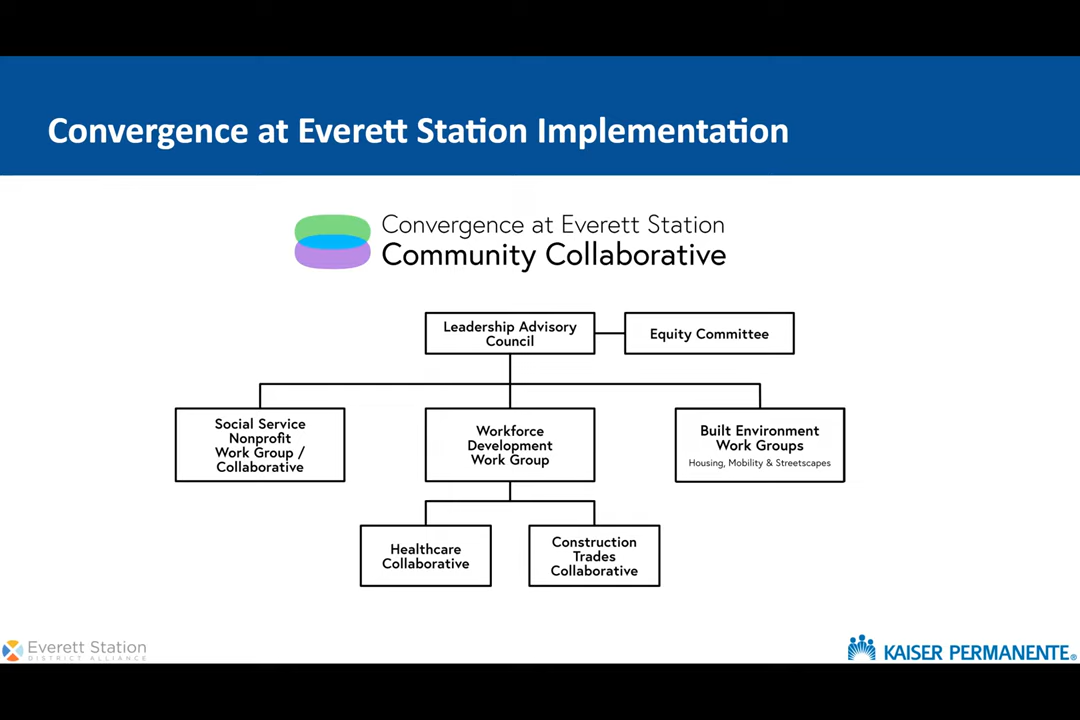 Convergence at Everett Station Implementation
Convergence at Everett Station
Community Collaborative
Leadership Advisory
Council
Equity Committee
Social Service
Nonprofit
Work Group /
Collaborative
Workforce
Development
Work Group
Built Environment
Work Groups
Housing, Mobility & Streetscapes
Healthcare
Collaborative
Construction
Trades
Collaborative
Everett Station
DISTRICT ALLIANCE
KAISER PERMANENTE®